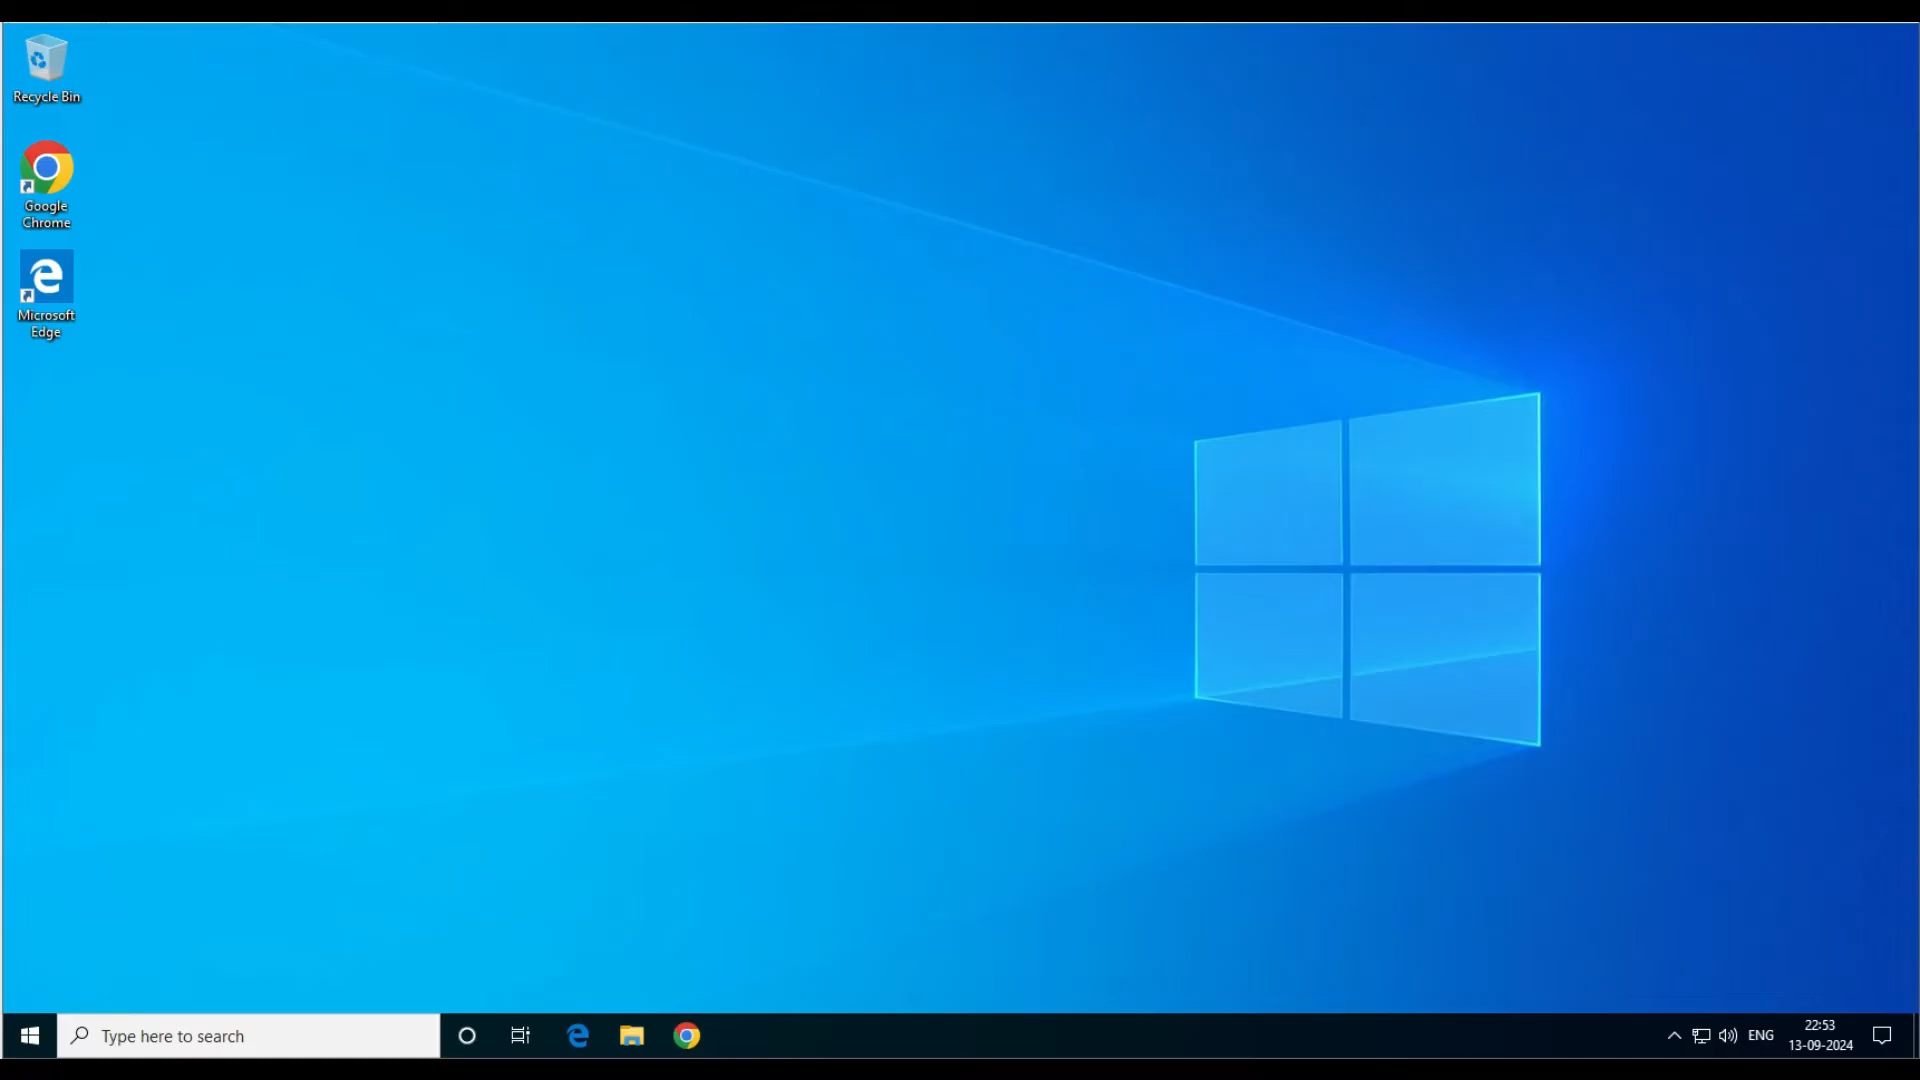 Recycle Bin
Google
Chrome
Microsoft
Edge
Type here to search
ENG
22:53
13-09-2024